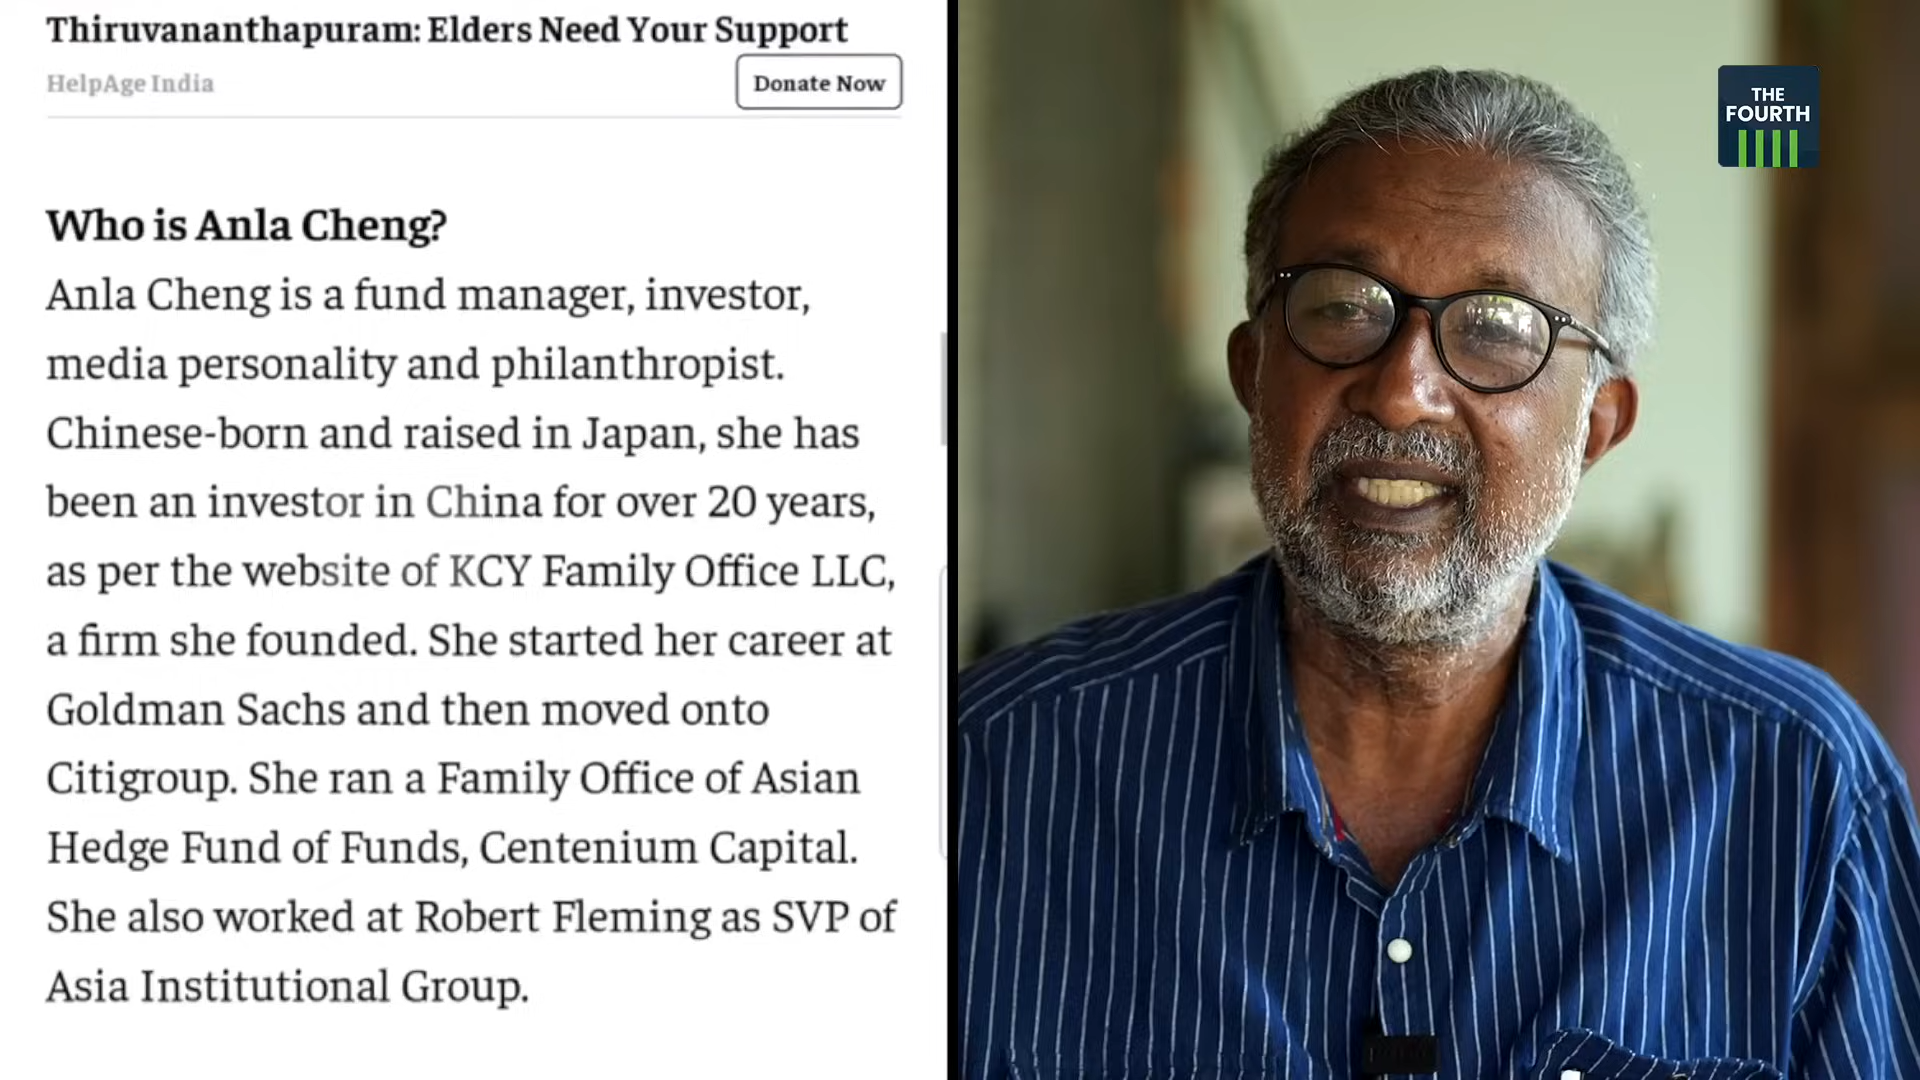 Thiruvananthapuram: Elders Need Your Support
HelpAge India
Donate Now
Who is Anla Cheng?
Anla Cheng is a fund manager, investor,
media personality and philanthropist.
Chinese-born and raised in Japan, she has
been an investor in China for over 20 years,
as per the website of KCY Family Office LLC,
a firm she founded. She started her career at
Goldman Sachs and then moved onto
Citigroup. She ran a Family Office of Asian
Hedge Fund of Funds, Centenium Capital.
She also worked at Robert Fleming as SVP of
Asia Institutional Group.
THE
FOURTH